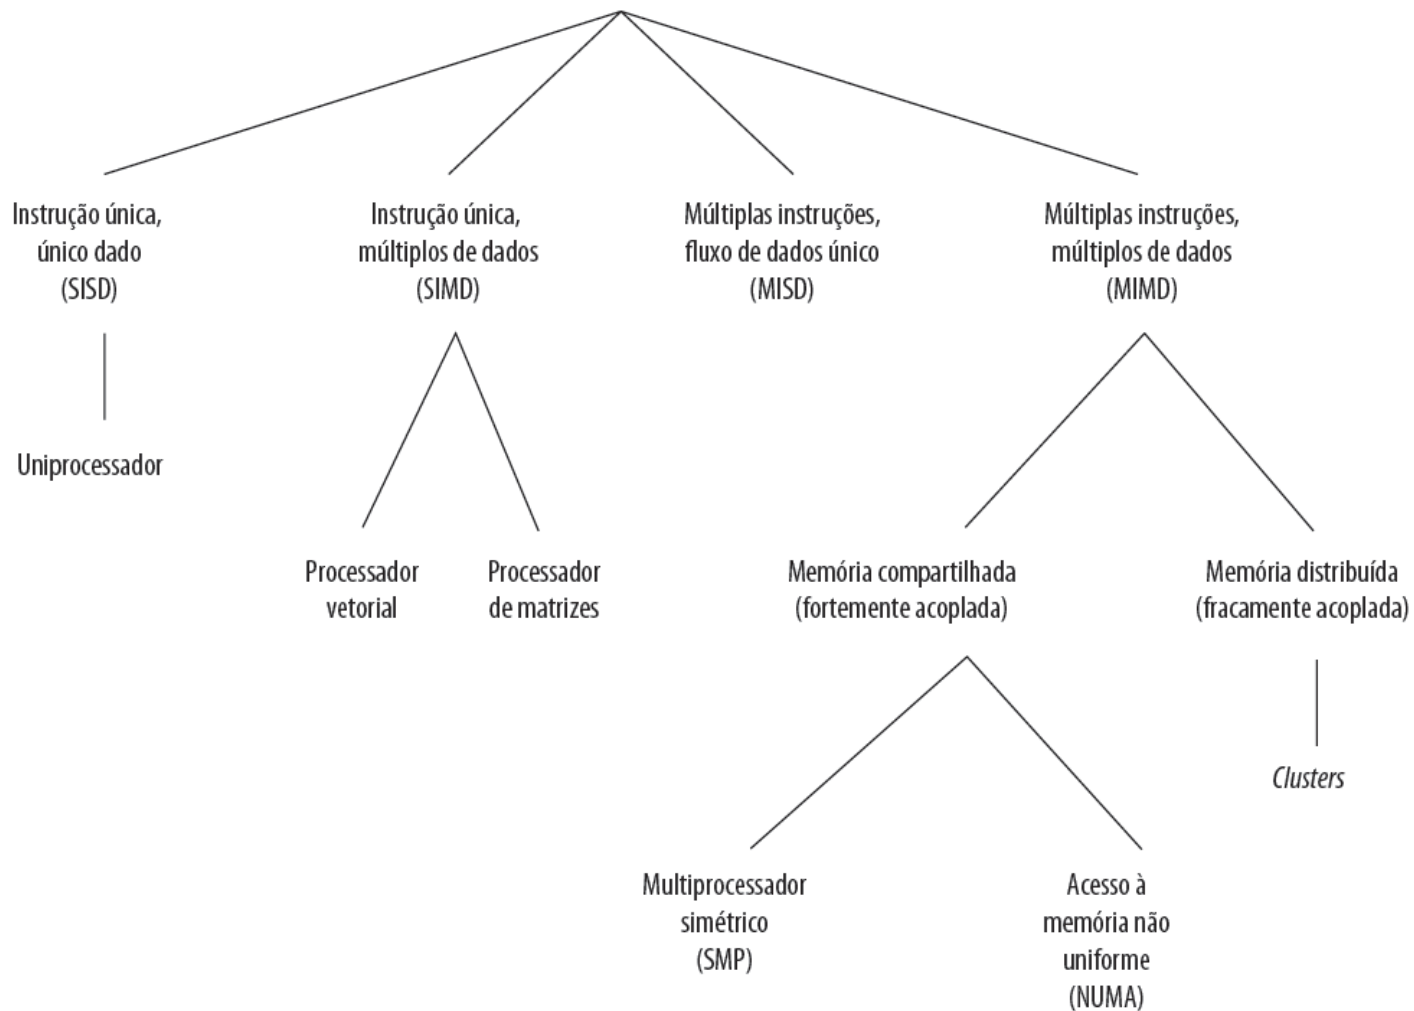 Instrução única,
único dado
(SISD)
Instrução única,
múltiplos de dados
(SIMD)
Múltiplas instruções,
fluxo de dados único
(MISD)
Múltiplas instruções,
múltiplos de dados
(MIMD)
Uniprocessador
Processador
vetorial
Processador
de matrizes
Memória compartilhada
(fortemente acoplada)
Memória distribuída
(fracamente acoplada)
Clusters
Multiprocessador
simétrico
(SMP)
Acesso à
memória não
uniforme
(NUMA)